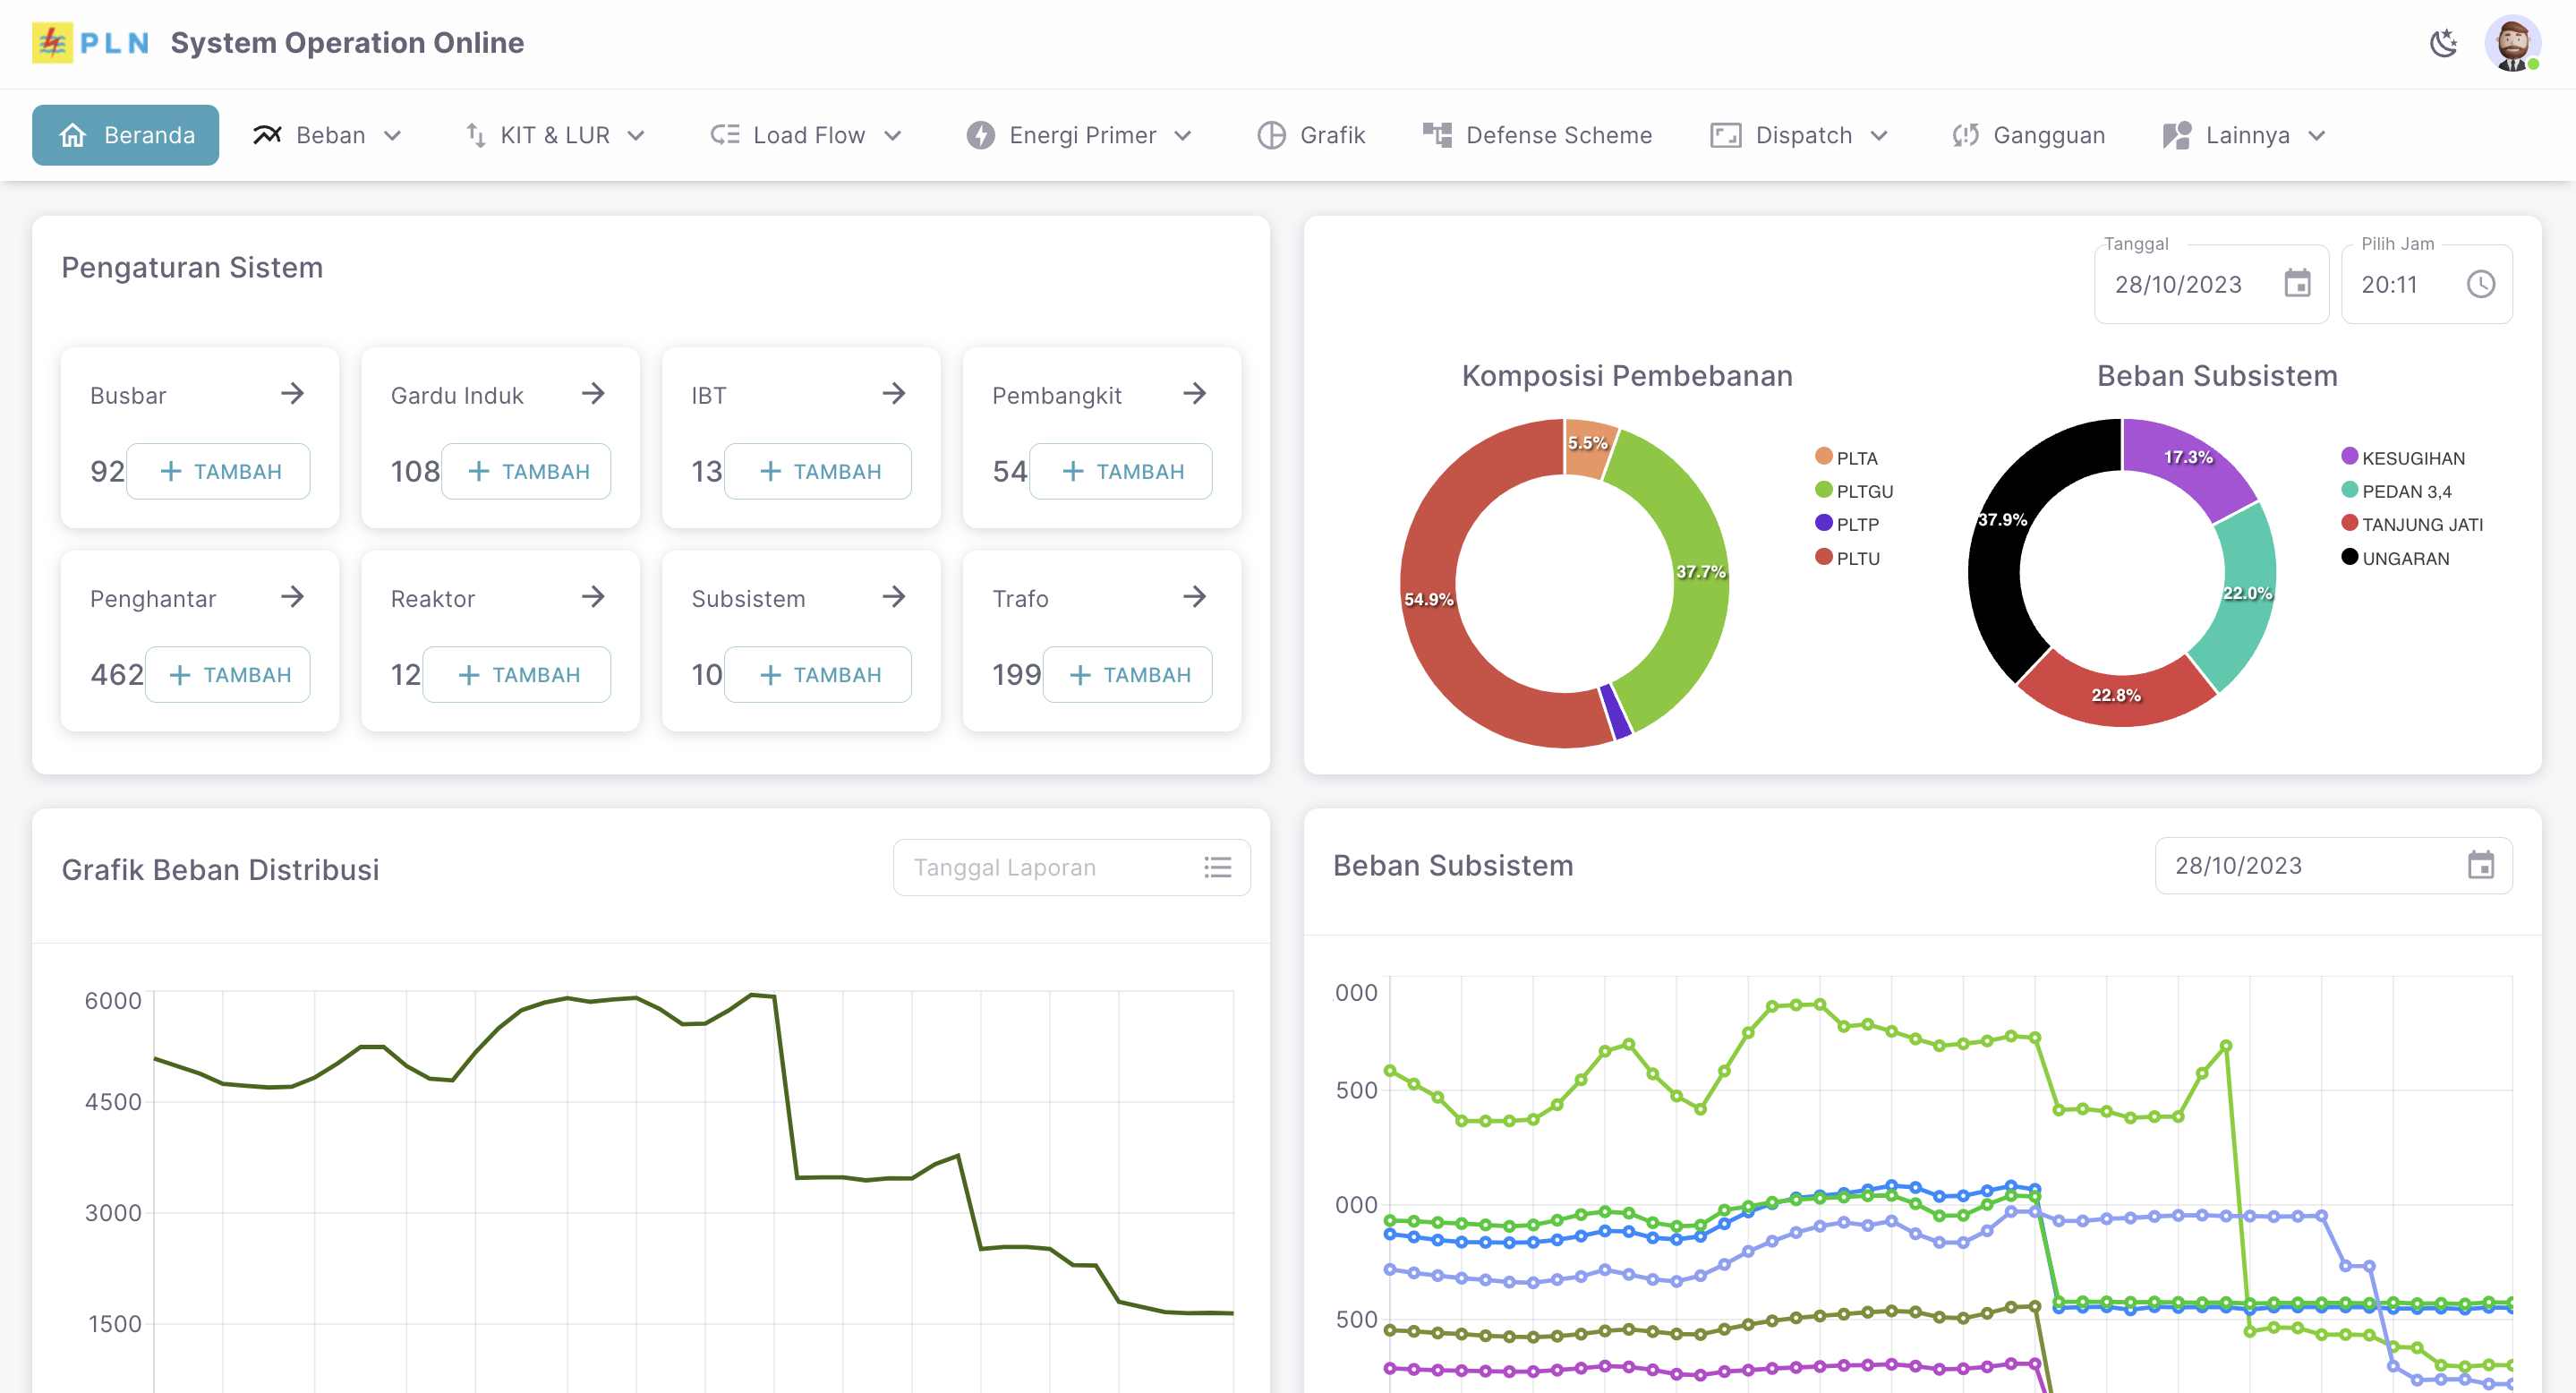 PLN System Operation Online
Beranda Beban KIT & LUR Load Flow Energi Primer Grafik Defense Scheme Dispatch Gangguan Lainnya
Pengaturan Sistem
Busbar
92 + TAMBAH
Gardu Induk
108 + TAMBAH
IBT
13 + TAMBAH
Pembangkit
54 + TAMBAH
Penghantar
462 + TAMBAH
Reaktor
12 + TAMBAH
Subsistem
10 + TAMBAH
Trafo
199 + TAMBAH
Tanggal
28/10/2023
Pilih Jam
20:11
Komposisi Pembebanan
5.5%
37.7%
54.9%
PLTA
PLTGU
PLTP
PLTU
Beban Subsistem
17.3%
37.9%
22.0%
22.8%
KESUGIHAN
PEDAN 3,4
TANJUNG JATI
UNGARAN
Grafik Beban Distribusi
Tanggal Laporan
6000
4500
3000
1500
Beban Subsistem
28/10/2023
000
500
000
500